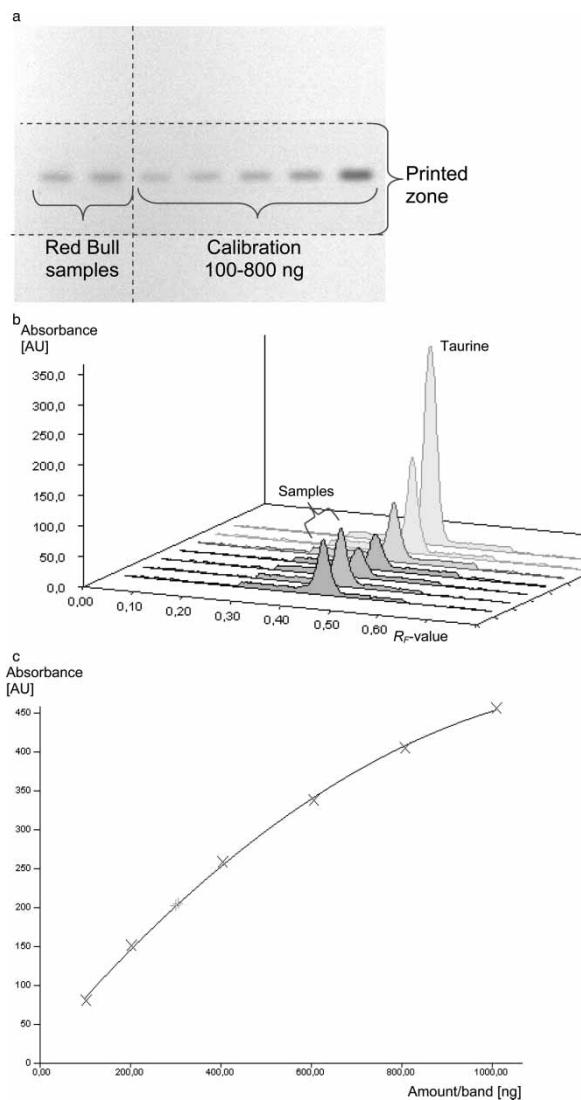 a
Printed
zone
Red Bull
samples
Calibration
100-800 ng
b
Absorbance
[AU]
Taurine
350,0
300,0
250,0
200,0
Samples
150,0
100,0
50,0
0,0
0,00
0,10
0,20
0,30
0,40
0,50
0,60
RF-value
c
Absorbance
[AU]
450
400
350
300
250
200
150
100
50
0
0,00 200,00 400,00 600,00 800,00 1000,00
Amount/band [ng]